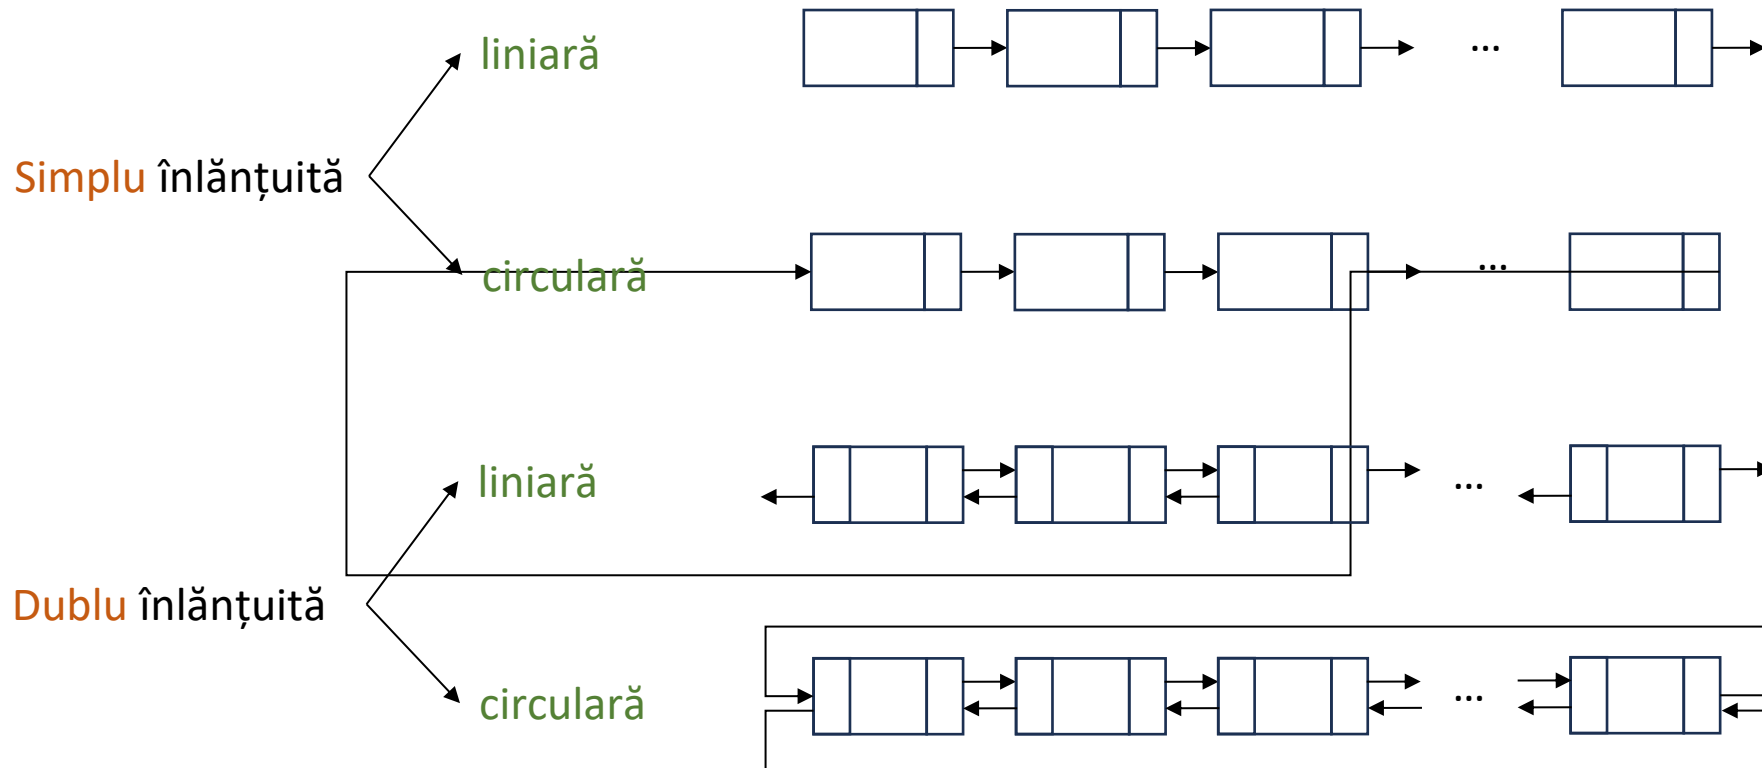 liniară
...
Simplu înlănțuită
circulară
...
liniară
...
Dublu înlănțuită
circulară
...